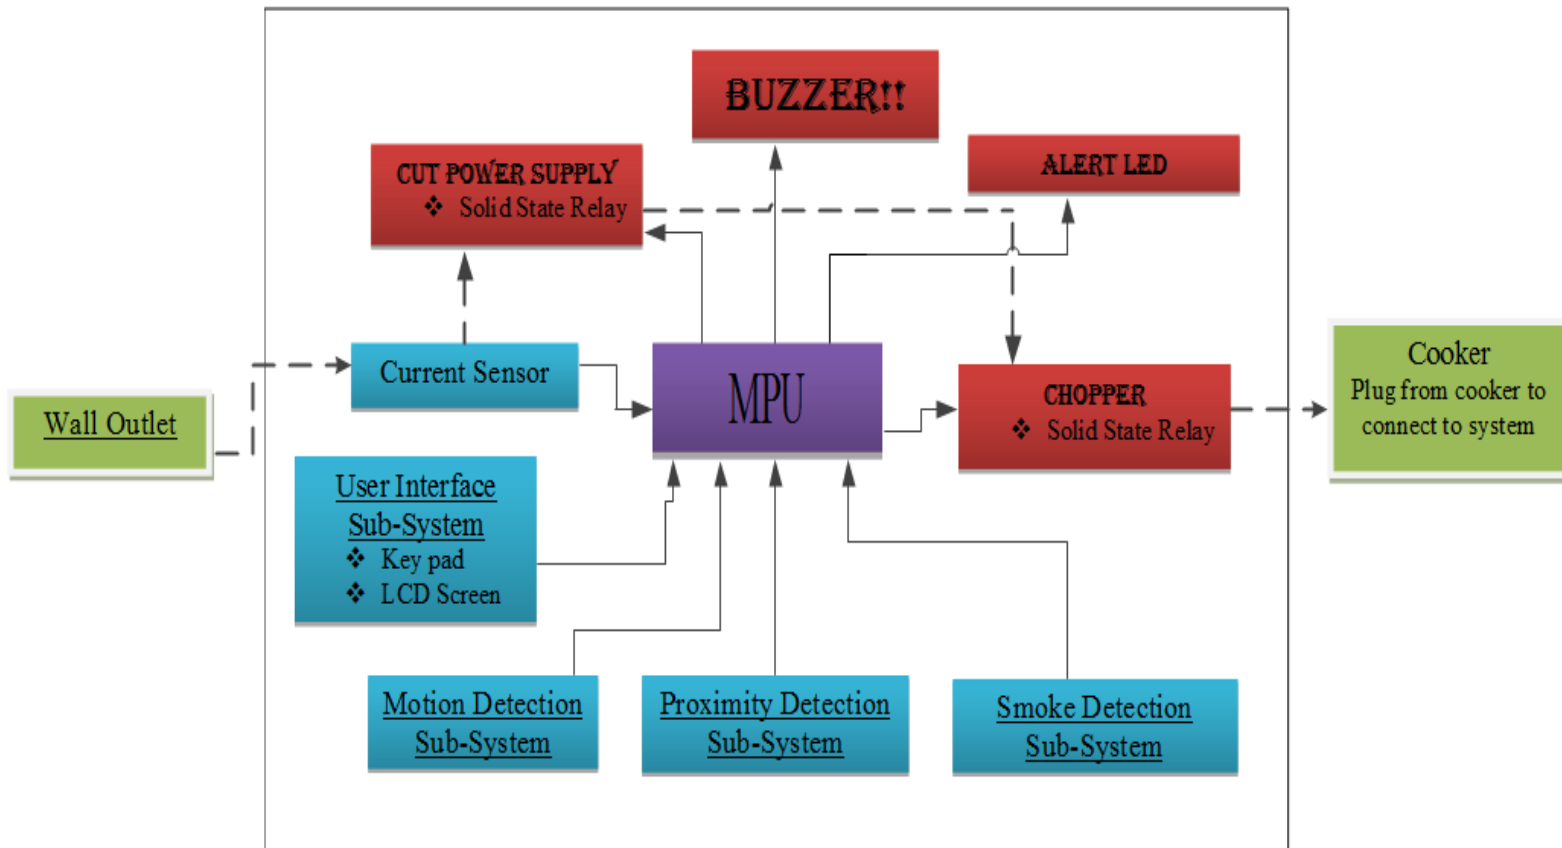 BUZZER!!
CUT POWER SUPPLY
❖ Solid State Relay
ALERT LED
Wall Outlet
Current Sensor
MPU
CHOPPER
❖ Solid State Relay
Cooker
Plug from cooker to
connect to system
User Interface
Sub-System
❖ Key pad
❖ LCD Screen
Motion Detection
Sub-System
Proximity Detection
Sub-System
Smoke Detection
Sub-System